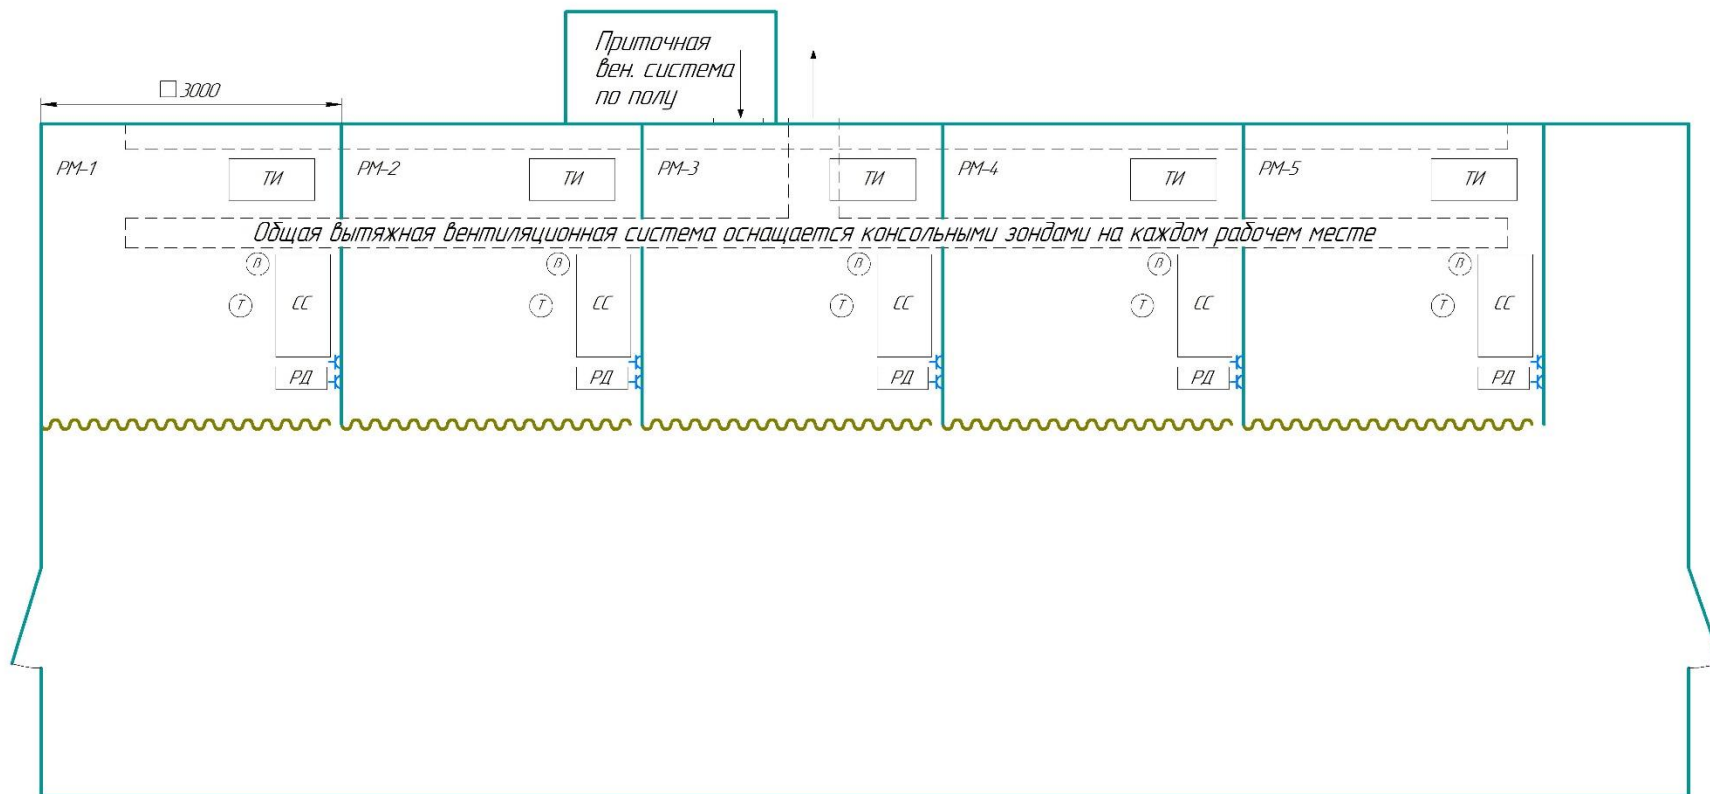 Приточная
вен. система
по полу
□ 3000
РМ-1 ТИ РМ-2 ТИ РМ-3 ТИ РМ-4 ТИ РМ-5 ТИ
Общая вытяжная вентиляционная система оснащается консольными зондами на каждом рабочем месте
В В В В В
Т СС Т СС Т СС Т СС Т СС
РД РД РД РД РД